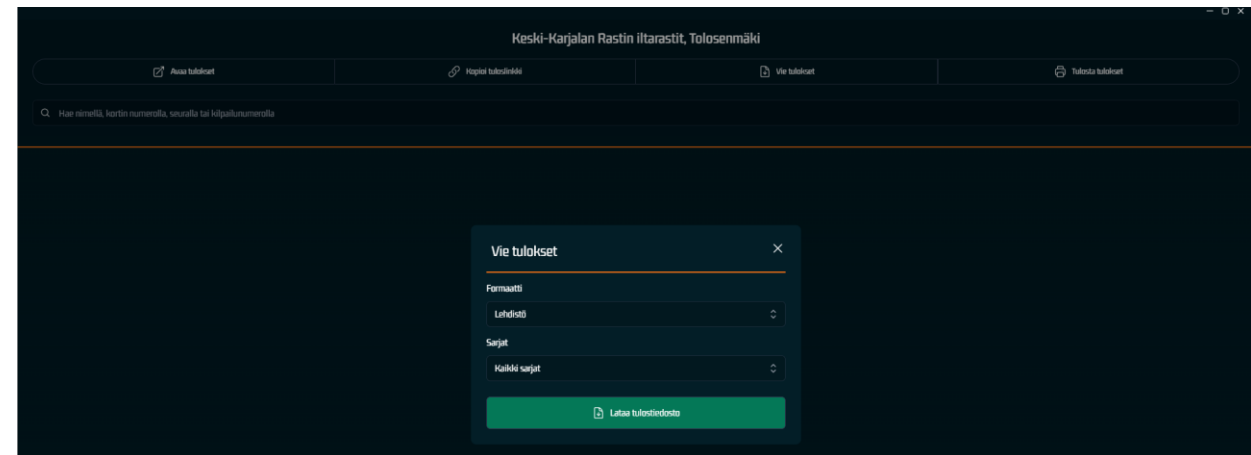 Keski-Karjalan Rastin iltarastit, Tolosenmäki
Avaa tulokset
Kopioi tuloslinkki
Vie tulokset
Tulosta tulokset
Hae nimellä, kortin numerolla, seuralla tai kilpailunumerolla
Vie tulokset
Formaatti
Lehdistö
Sarjat
Kaikki sarjat
Lataa tulostiedosto